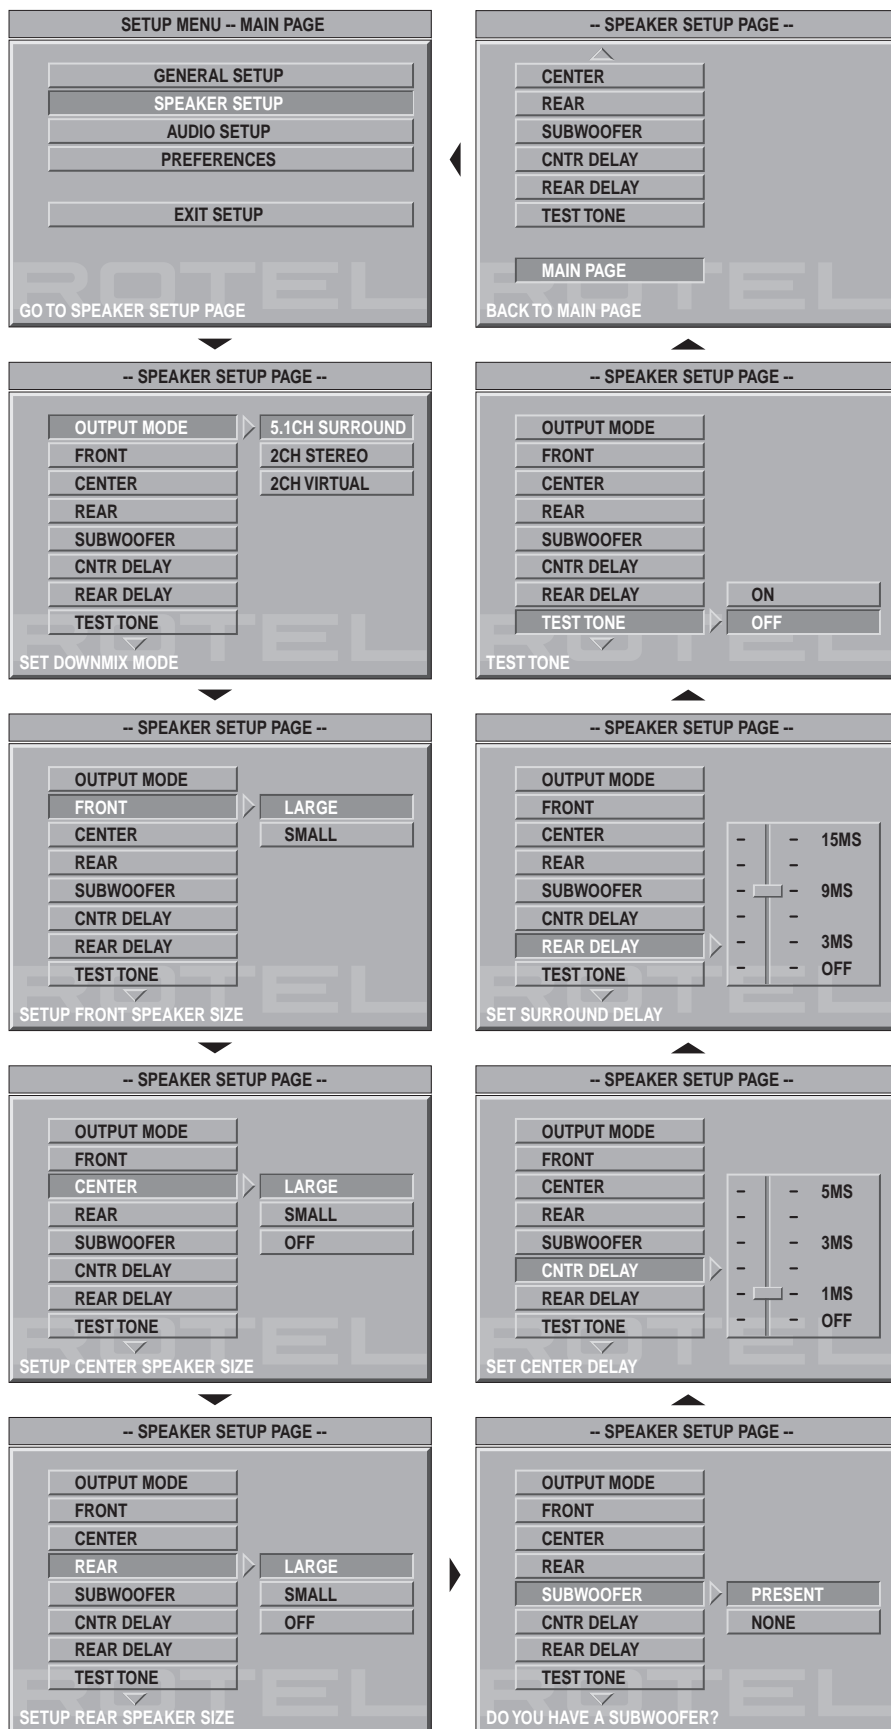 SETUP MENU -- MAIN PAGE
GENERAL SETUP
SPEAKER SETUP
AUDIO SETUP
PREFERENCES
EXIT SETUP
ROTEL
GO TO SPEAKER SETUP PAGE
-- SPEAKER SETUP PAGE --
OUTPUT MODE
5.1CH SURROUND
FRONT
2CH STEREO
CENTER
2CH VIRTUAL
REAR
SUBWOOFER
CNTR DELAY
REAR DELAY
TEST TONE
ROTEL
SET DOWNMIX MODE
-- SPEAKER SETUP PAGE --
OUTPUT MODE
FRONT
LARGE
CENTER
SMALL
REAR
SUBWOOFER
CNTR DELAY
REAR DELAY
TEST TONE
ROTEL
SETUP FRONT SPEAKER SIZE
-- SPEAKER SETUP PAGE --
OUTPUT MODE
FRONT
CENTER
LARGE
REAR
SMALL
SUBWOOFER
OFF
CNTR DELAY
REAR DELAY
TEST TONE
ROTEL
SETUP CENTER SPEAKER SIZE
-- SPEAKER SETUP PAGE --
OUTPUT MODE
FRONT
CENTER
REAR
LARGE
SUBWOOFER
SMALL
CNTR DELAY
OFF
REAR DELAY
TEST TONE
ROTEL
SETUP REAR SPEAKER SIZE
-- SPEAKER SETUP PAGE --
OUTPUT MODE
FRONT
CENTER
REAR
SUBWOOFER
PRESENT
CNTR DELAY
NONE
REAR DELAY
TEST TONE
ROTEL
DO YOU HAVE A SUBWOOFER?
-- SPEAKER SETUP PAGE --
OUTPUT MODE
FRONT
CENTER
5MS
REAR
SUBWOOFER
3MS
CNTR DELAY
REAR DELAY
1MS
TEST TONE
OFF
ROTEL
SET CENTER DELAY
-- SPEAKER SETUP PAGE --
OUTPUT MODE
FRONT
CENTER
15MS
REAR
SUBWOOFER
9MS
CNTR DELAY
REAR DELAY
3MS
TEST TONE
OFF
ROTEL
SET SURROUND DELAY
-- SPEAKER SETUP PAGE --
OUTPUT MODE
FRONT
CENTER
REAR
SUBWOOFER
CNTR DELAY
REAR DELAY
ON
TEST TONE
OFF
ROTEL
TEST TONE
-- SPEAKER SETUP PAGE --
CENTER
REAR
SUBWOOFER
CNTR DELAY
REAR DELAY
TEST TONE
MAIN PAGE
ROTEL
BACK TO MAIN PAGE